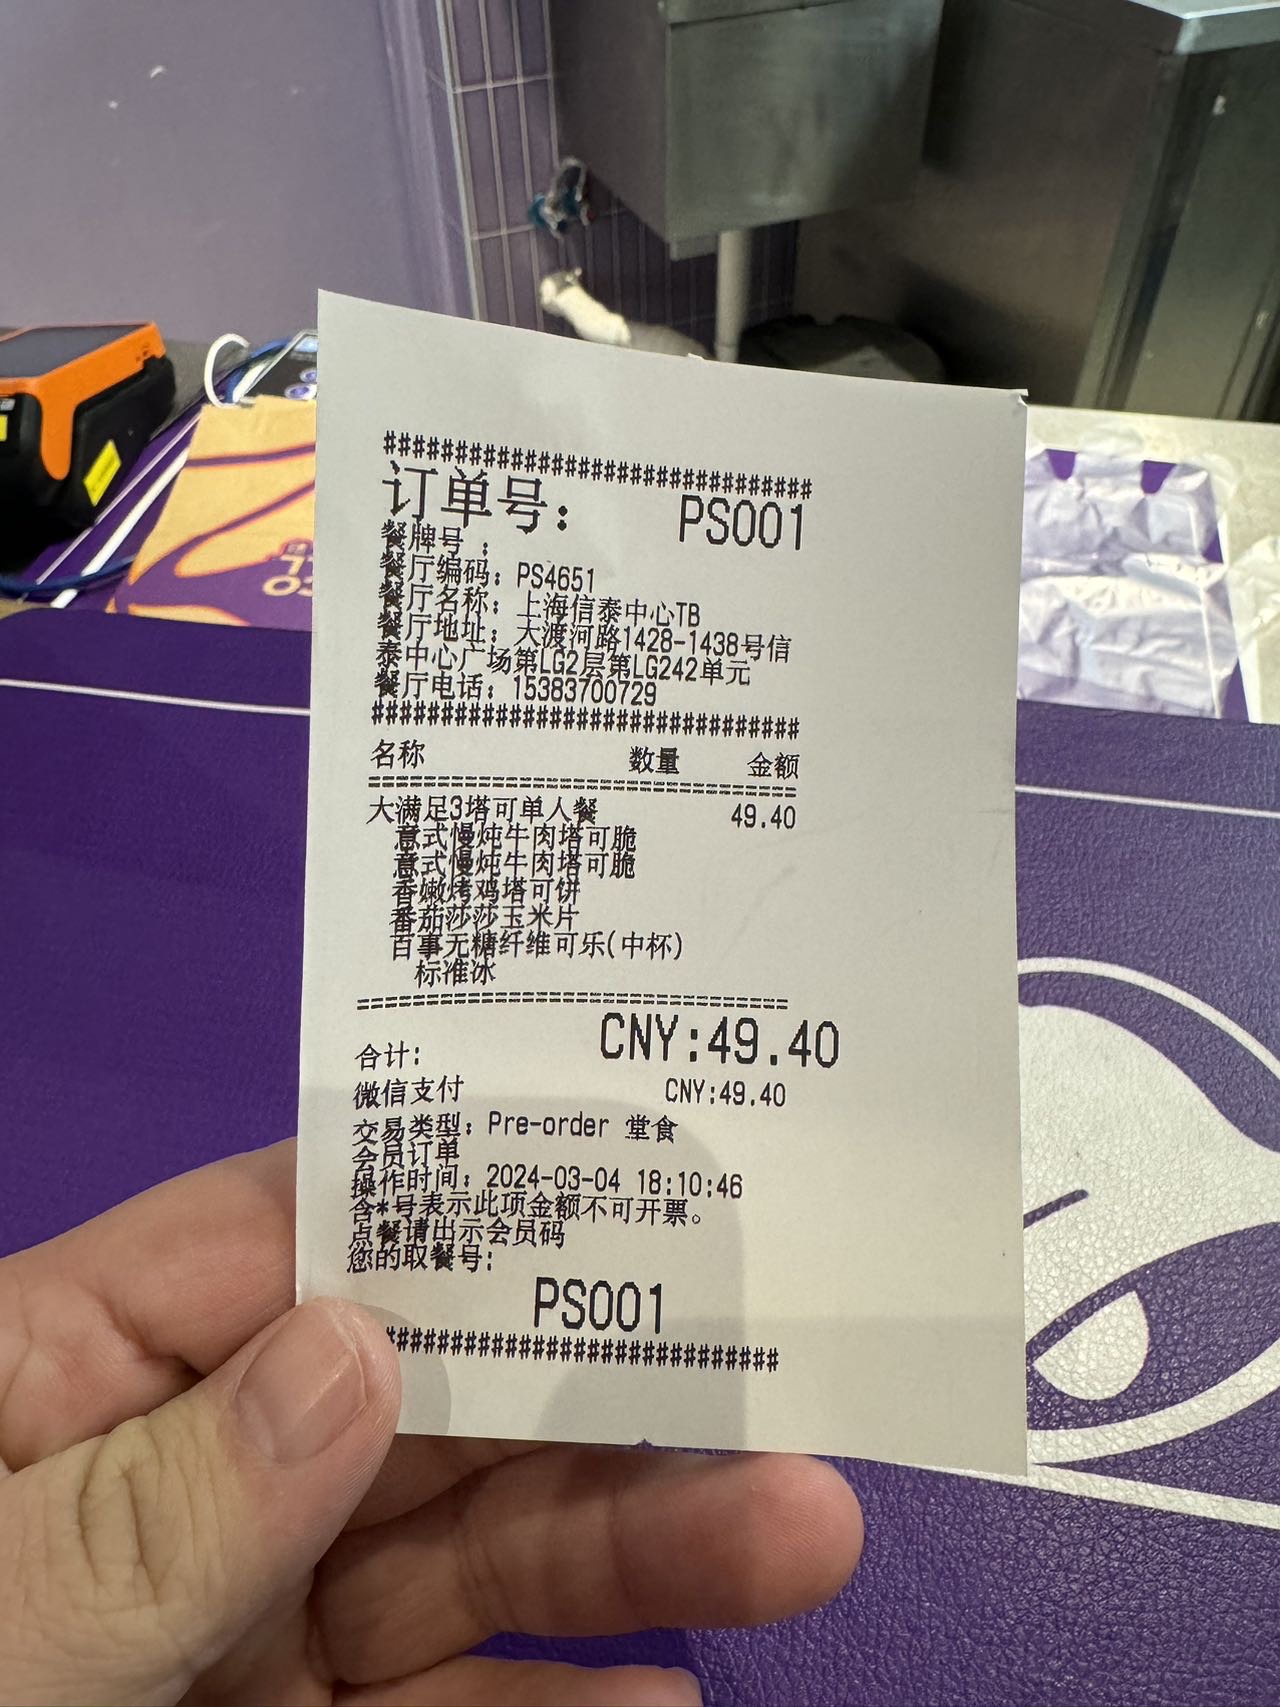 ##############################
订单号： PS001
餐牌号 ：
餐厅编码：PS4651
餐厅名称：上海信泰中心TB
餐厅地址：大渡河路1428-1438号信
泰中心广场第LG2层第LG242单元
餐厅电话：15383700729
##############################
名称 数量 金额
==============================
大满足3塔可单人餐 49.40
意式慢炖牛肉塔可脆
意式慢炖牛肉塔可脆
香嫩烤鸡塔可饼
番茄莎莎玉米片
百事无糖纤维可乐(中杯)
标准冰
==============================
合计: CNY:49.40
微信支付 CNY:49.40
交易类型：Pre-order 堂食
会员订单
操作时间：2024-03-04 18:10:46
含*号表示此项金额不可开票。
点餐请出示会员码
您的取餐号:
PS001
##############################